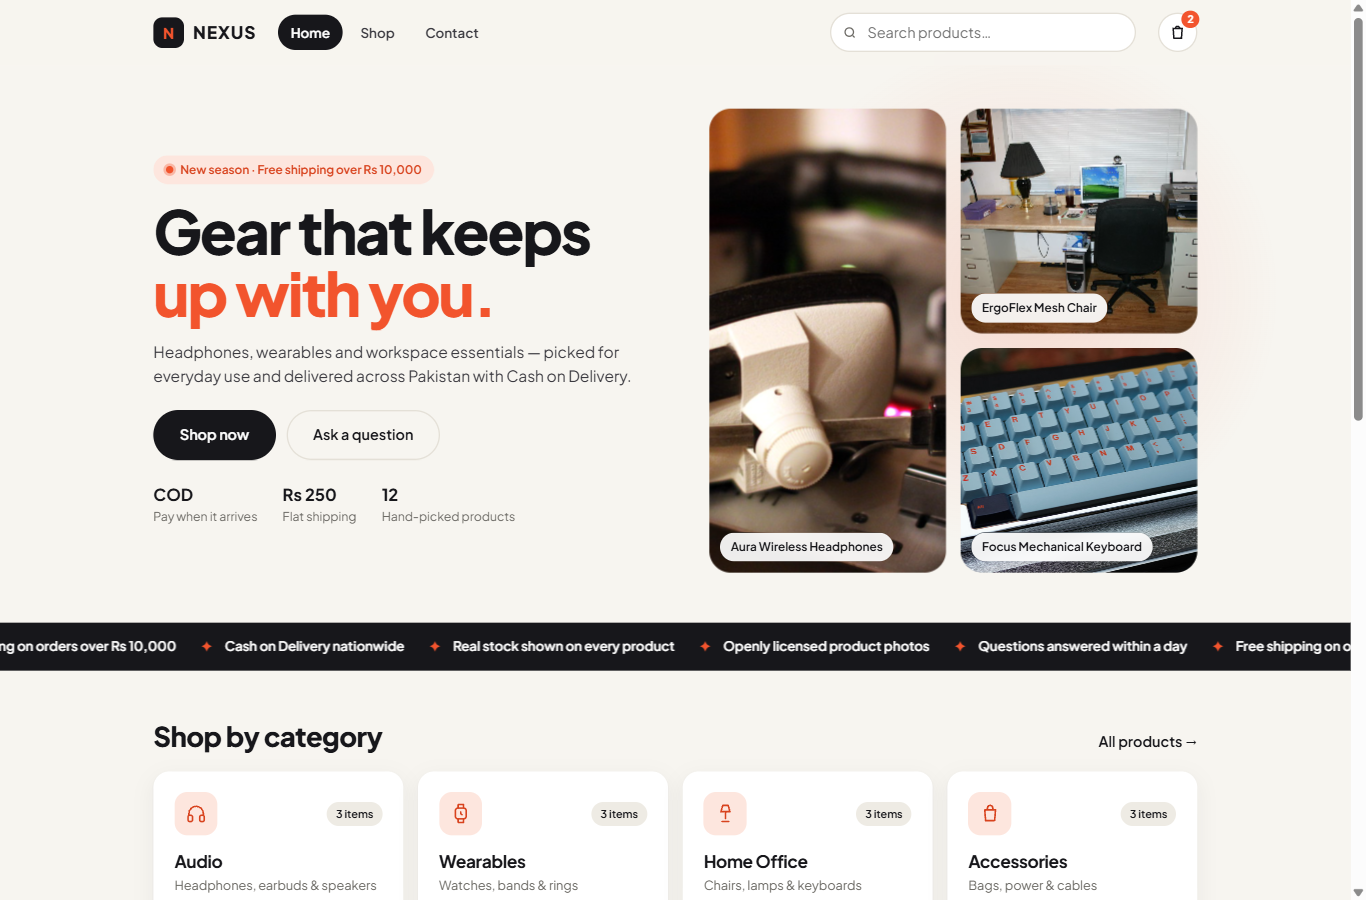 N NEXUS Home Shop Contact Search products… 2
New season · Free shipping over Rs 10,000
Gear that keeps
up with you.
Headphones, wearables and workspace essentials — picked for
everyday use and delivered across Pakistan with Cash on Delivery.
Shop now Ask a question
COD Rs 250 12
Pay when it arrives Flat shipping Hand-picked products
ErgoFlex Mesh Chair
Aura Wireless Headphones
Focus Mechanical Keyboard
ng on orders over Rs 10,000 ✦ Cash on Delivery nationwide ✦ Real stock shown on every product ✦ Openly licensed product photos ✦ Questions answered within a day ✦ Free shipping on o
Shop by category
All products →
3 items
Audio
Headphones, earbuds & speakers
3 items
Wearables
Watches, bands & rings
3 items
Home Office
Chairs, lamps & keyboards
3 items
Accessories
Bags, power & cables